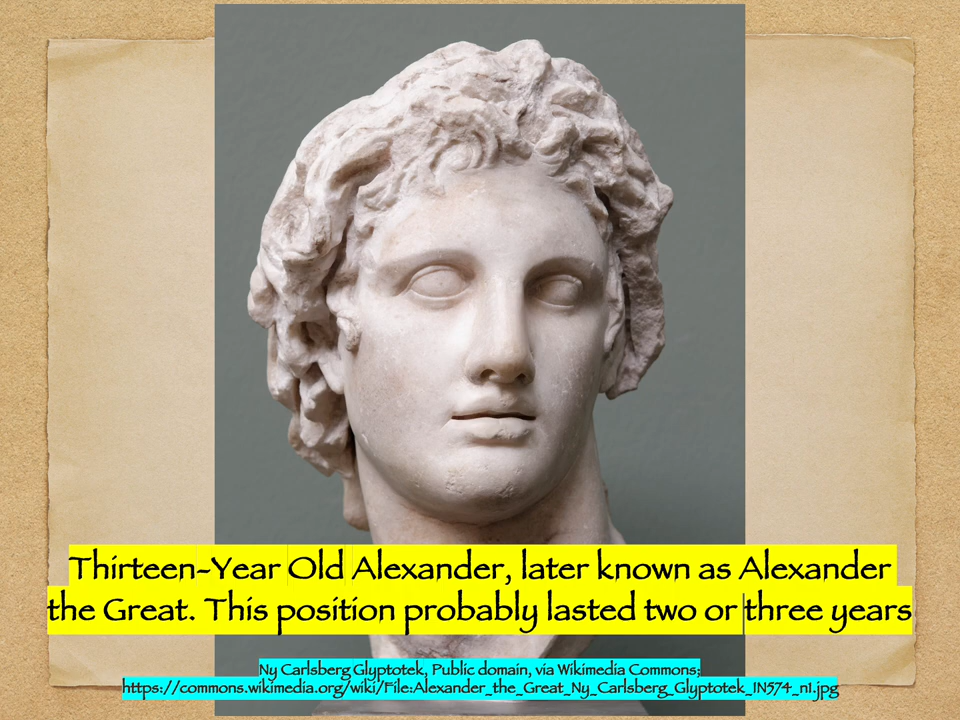 Thirteen-Year Old Alexander, later known as Alexander
the Great. This position probably lasted two or three years
Ny Carlsberg Glyptotek, Public domain, via Wikimedia Commons;
https://commons.wikimedia.org/wiki/File:Alexander_the_Great_Ny_Carlsberg_Glyptotek_IN574_n1.jpg